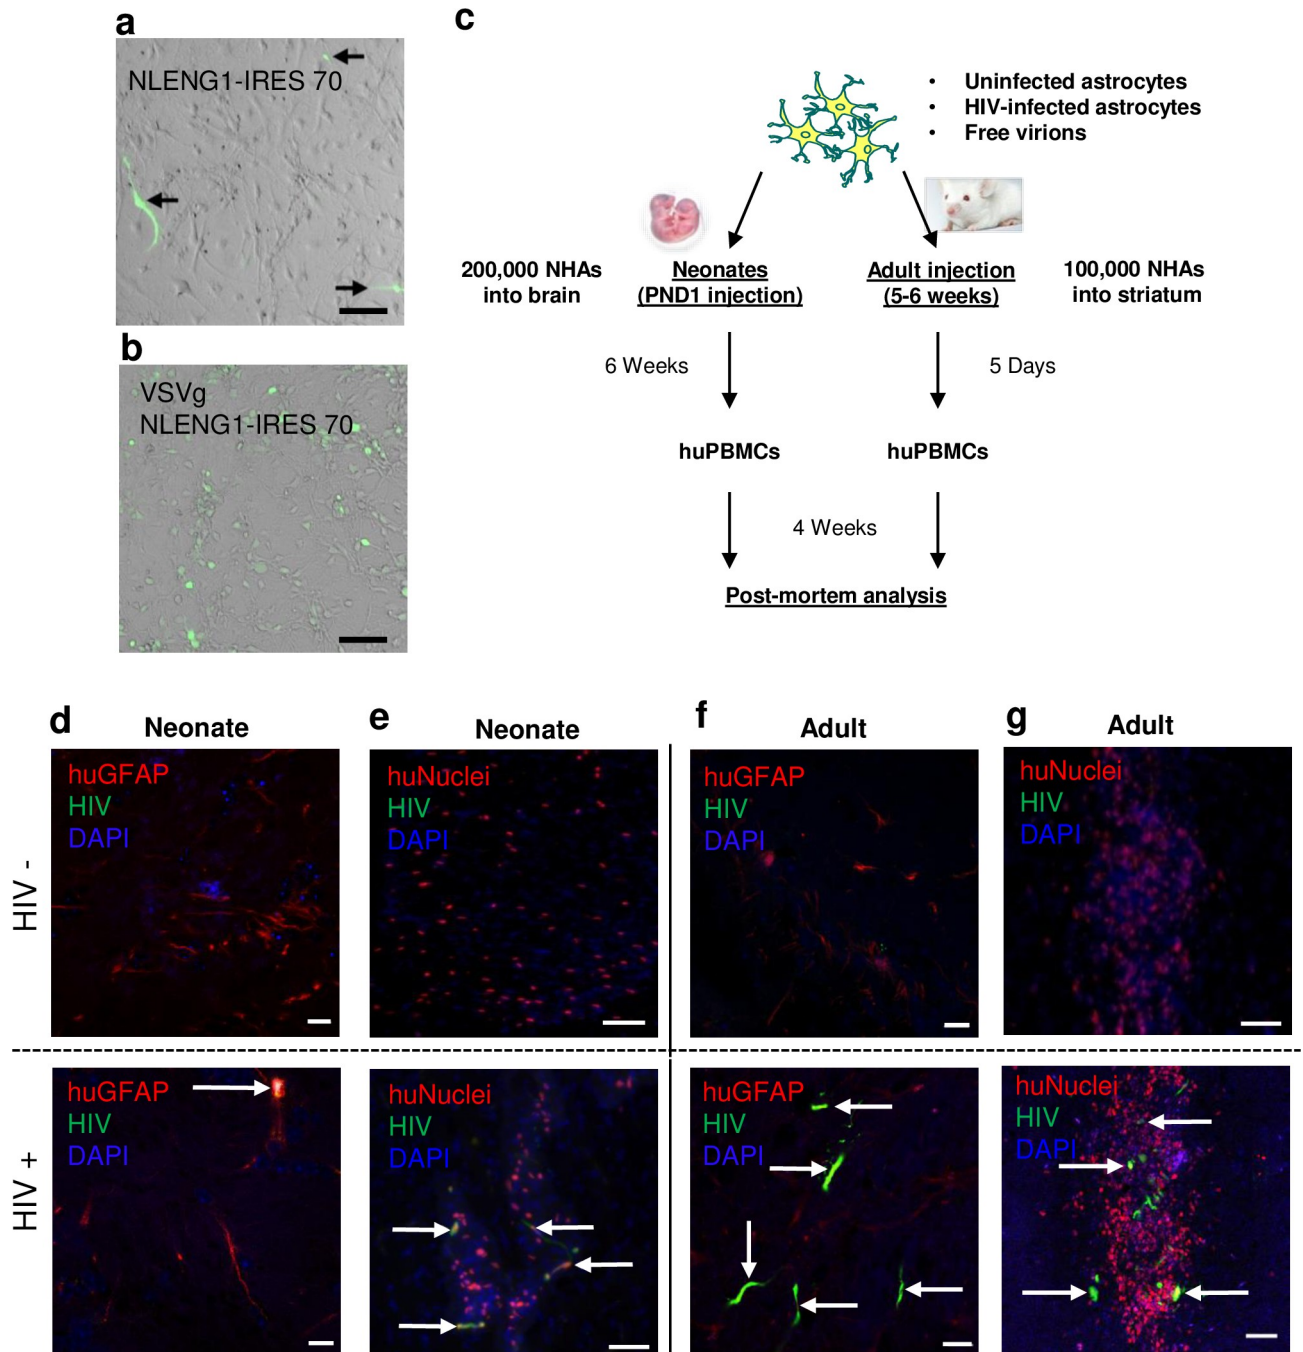 a
NLENG1-IRES 70
b
VSVg
NLENG1-IRES 70
c
• Uninfected astrocytes
• HIV-infected astrocytes
• Free virions
200,000 NHAs
into brain
Neonates
(PND1 injection)
Adult injection
(5-6 weeks)
100,000 NHAs
into striatum
6 Weeks
5 Days
huPBMCs
huPBMCs
4 Weeks
Post-mortem analysis
d
Neonate
e
Neonate
f
Adult
g
Adult
HIV -
huGFAP
HIV
DAPI
huNuclei
HIV
DAPI
huGFAP
HIV
DAPI
huNuclei
HIV
DAPI
HIV +
huGFAP
HIV
DAPI
huNuclei
HIV
DAPI
huGFAP
HIV
DAPI
huNuclei
HIV
DAPI